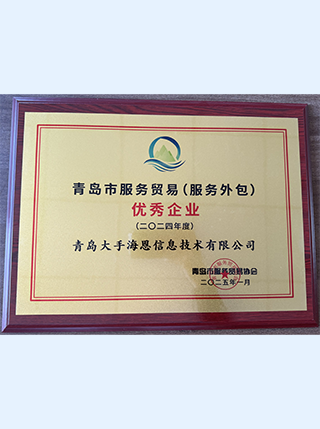 青岛市服务贸易(服务外包)
优秀企业
(二〇二四年度)
青岛大手海恩信息技术有限公司
青岛市服务贸易协会
二〇二五年一月